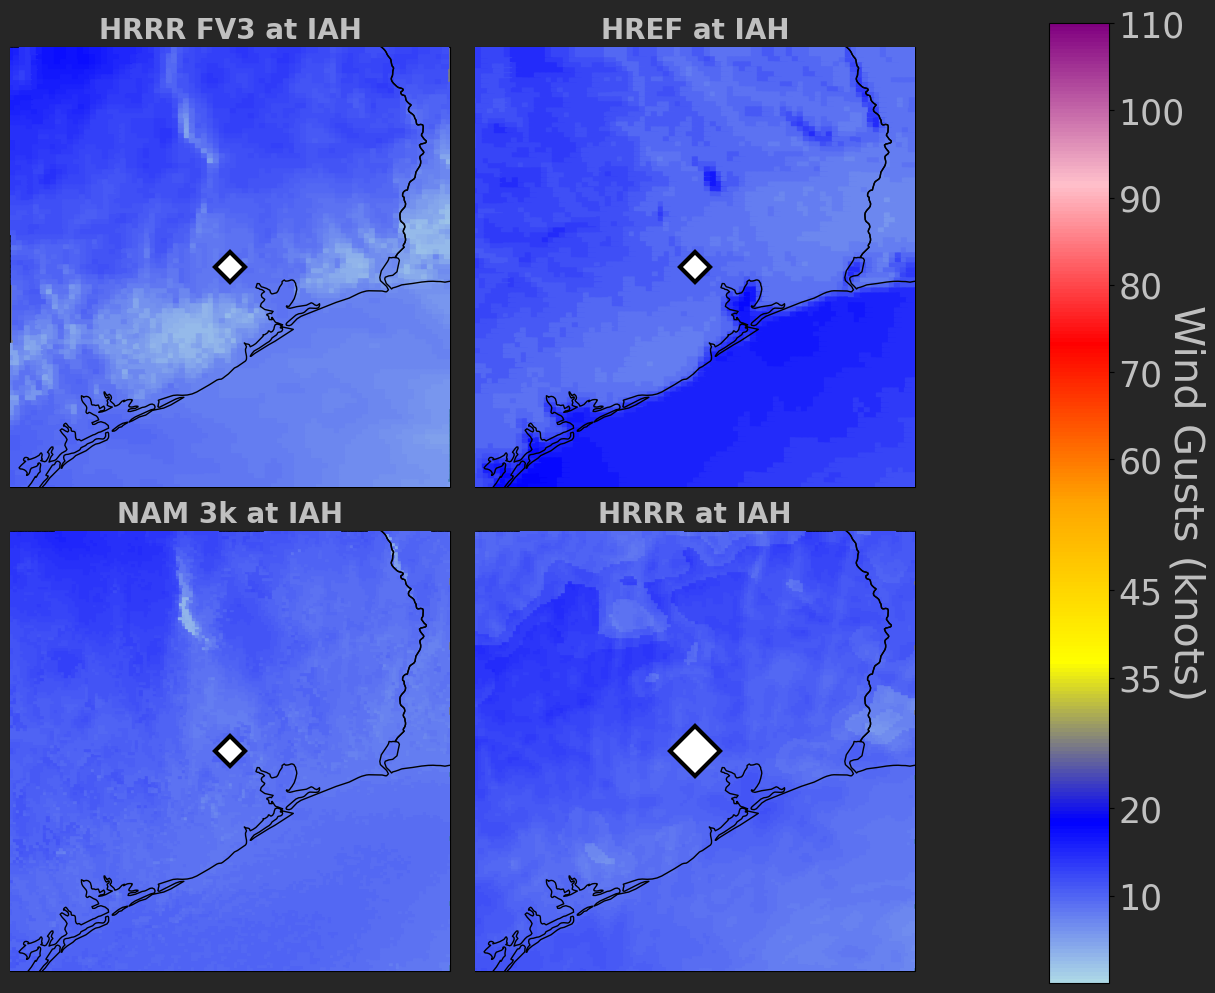 HRRR FV3 at IAH
HREF at IAH
NAM 3k at IAH
HRRR at IAH
110
100
90
80
70
60
45
35
20
10
Wind Gusts (knots)